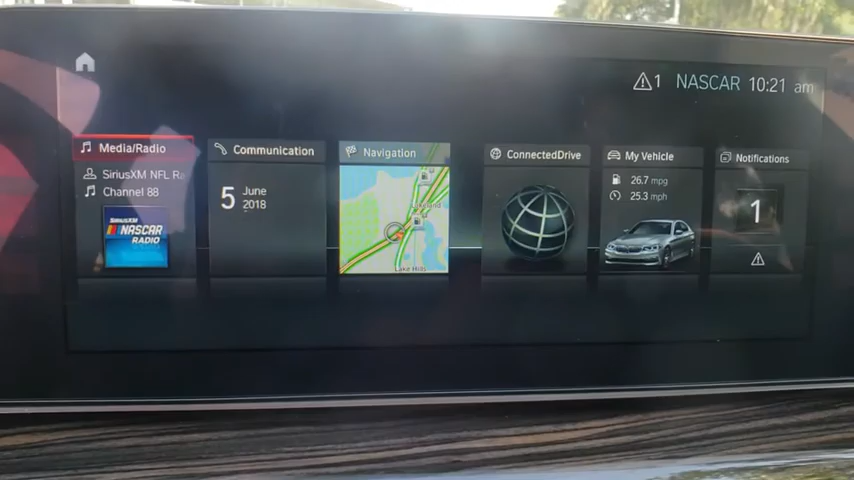 1 NASCAR 10:21 am
Media/Radio
SiriusXM NFL Ra
Channel 88
SIRIUSXM
NASCAR
RADIO
Communication
5 June
2018
Navigation
Lakeland
Lake Hills
ConnectedDrive
My Vehicle
26.7 mpg
25.3 mph
Notifications
1